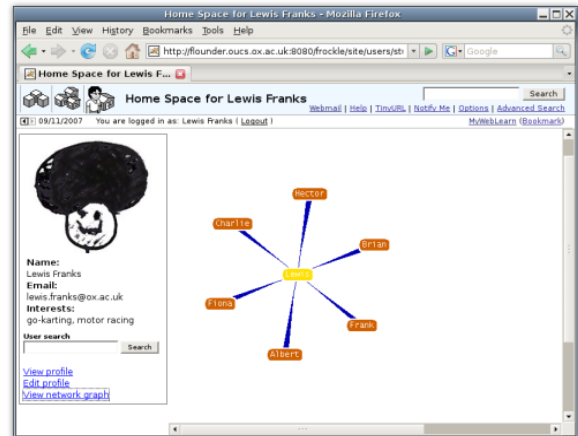 Home Space for Lewis Franks - Mozilla Firefox
File Edit View History Bookmarks Tools Help
http://flounder.oucs.ox.ac.uk:8080/frockle/site/users/st Google
Home Space for Lewis F...
Home Space for Lewis Franks Search
Webmail | Help | TinyURL | Notify Me | Options | Advanced Search
09/11/2007 You are logged in as: Lewis Franks ( Logout ) MyWebLearn (Bookmark)
Hector
Charlie
Brian
Lewis
Fiona
Frank
Albert
Name:
Lewis Franks
Email:
lewis.franks@ox.ac.uk
Interests:
go-karting, motor racing
User search
Search
View profile
Edit profile
View network graph